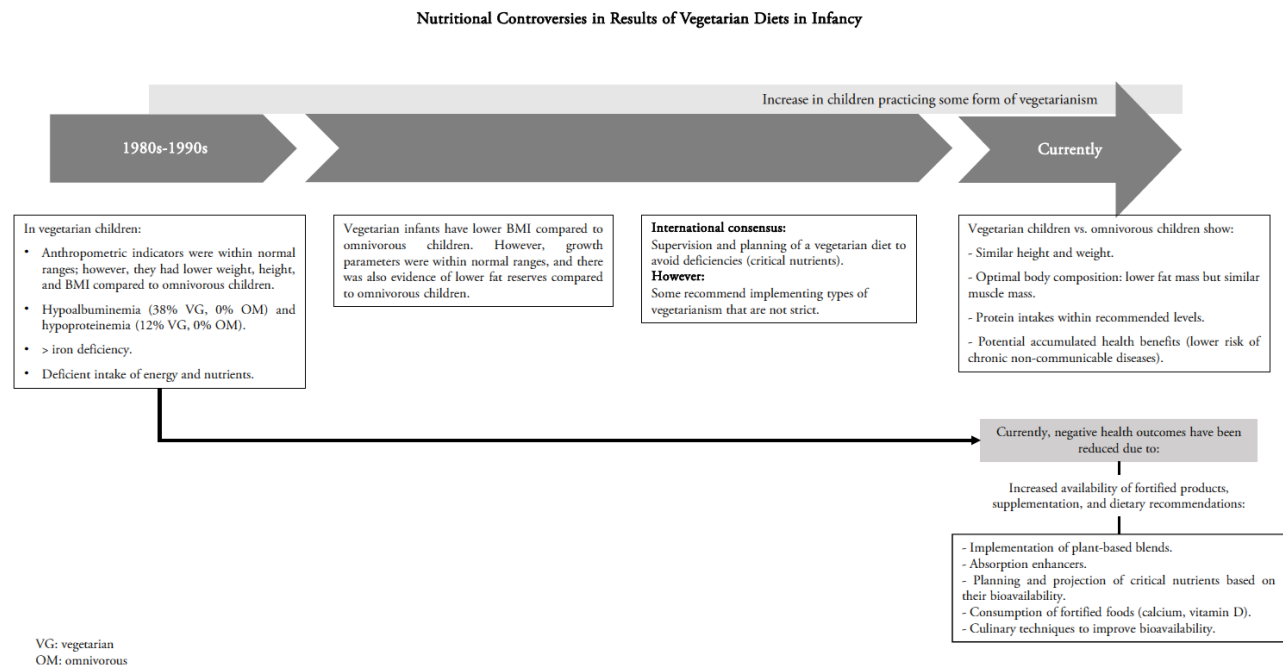 Nutritional Controversies in Results of Vegetarian Diets in Infancy
Increase in children practicing some form of vegetarianism
1980s-1990s
Currently
In vegetarian children:
• Anthropometric indicators were within normal
ranges; however, they had lower weight, height,
and BMI compared to omnivorous children.
• Hypoalbuminemia (38% VG, 0% OM) and
hypoproteinemia (12% VG, 0% OM).
• > iron deficiency.
• Deficient intake of energy and nutrients.
Vegetarian infants have lower BMI compared to
omnivorous children. However, growth
parameters were within normal ranges, and there
was also evidence of lower fat reserves compared
to omnivorous children.
International consensus:
Supervision and planning of a vegetarian diet to
avoid deficiencies (critical nutrients).
However:
Some recommend implementing types of
vegetarianism that are not strict.
Vegetarian children vs. omnivorous children show:
- Similar height and weight.
- Optimal body composition: lower fat mass but similar
muscle mass.
- Protein intakes within recommended levels.
- Potential accumulated health benefits (lower risk of
chronic non-communicable diseases).
Currently, negative health outcomes have been
reduced due to:
Increased availability of fortified products,
supplementation, and dietary recommendations:
- Implementation of plant-based blends.
- Absorption enhancers.
- Planning and projection of critical nutrients based on
their bioavailability.
- Consumption of fortified foods (calcium, vitamin D).
- Culinary techniques to improve bioavailability.
VG: vegetarian
OM: omnivorous